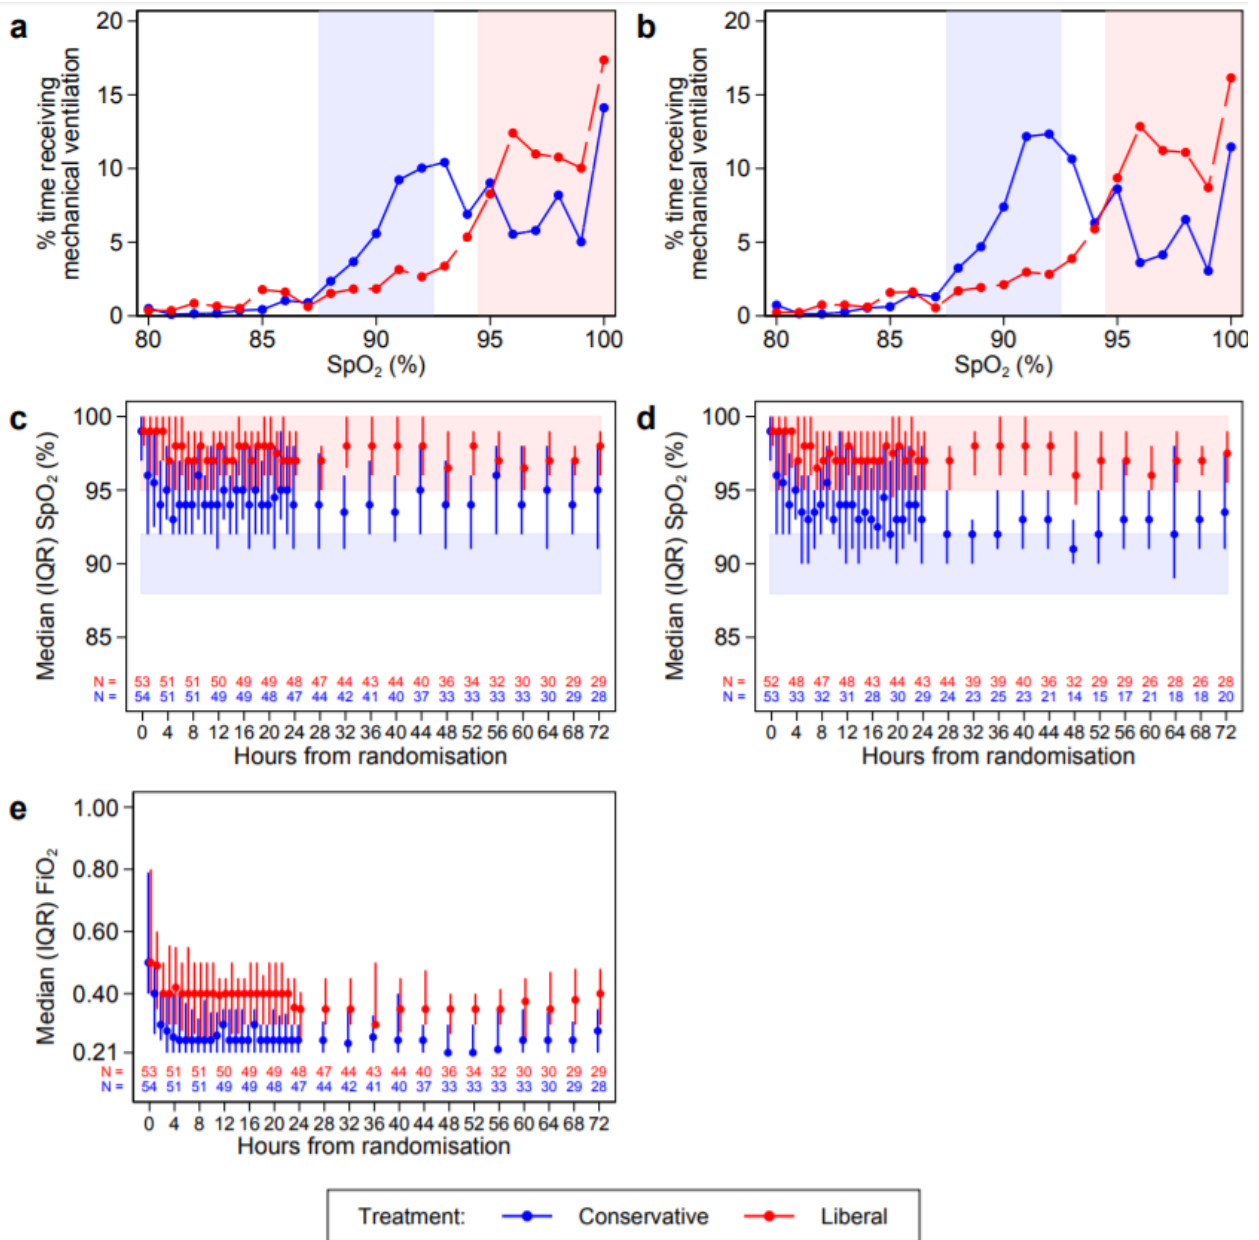 a
% time receiving
mechanical ventilation
20
15
10
5
0
80 85 90 95 100
SpO2 (%)
b
% time receiving
mechanical ventilation
20
15
10
5
0
80 85 90 95 100
SpO2 (%)
c
Median (IQR) SpO2 (%)
100
95
90
85
N = 53 51 51 50 49 49 48 47 44 43 44 40 36 34 32 30 30 29 29
N = 54 51 51 49 49 48 47 44 42 41 40 37 33 33 33 33 30 29 28
0 4 8 12 16 20 24 28 32 36 40 44 48 52 56 60 64 68 72
Hours from randomisation
d
Median (IQR) SpO2 (%)
100
95
90
85
N = 52 48 47 48 43 44 43 44 39 39 40 36 32 29 29 26 28 26 28
N = 53 33 32 31 28 30 29 24 23 25 23 21 14 15 17 21 18 18 20
0 4 8 12 16 20 24 28 32 36 40 44 48 52 56 60 64 68 72
Hours from randomisation
e
Median (IQR) FiO2
1.00
0.80
0.60
0.40
0.21
N = 53 51 51 50 49 49 48 47 44 43 44 40 36 34 32 30 30 29 29
N = 54 51 51 49 49 48 47 44 42 41 40 37 33 33 33 33 30 29 28
0 4 8 12 16 20 24 28 32 36 40 44 48 52 56 60 64 68 72
Hours from randomisation
Treatment: Conservative Liberal